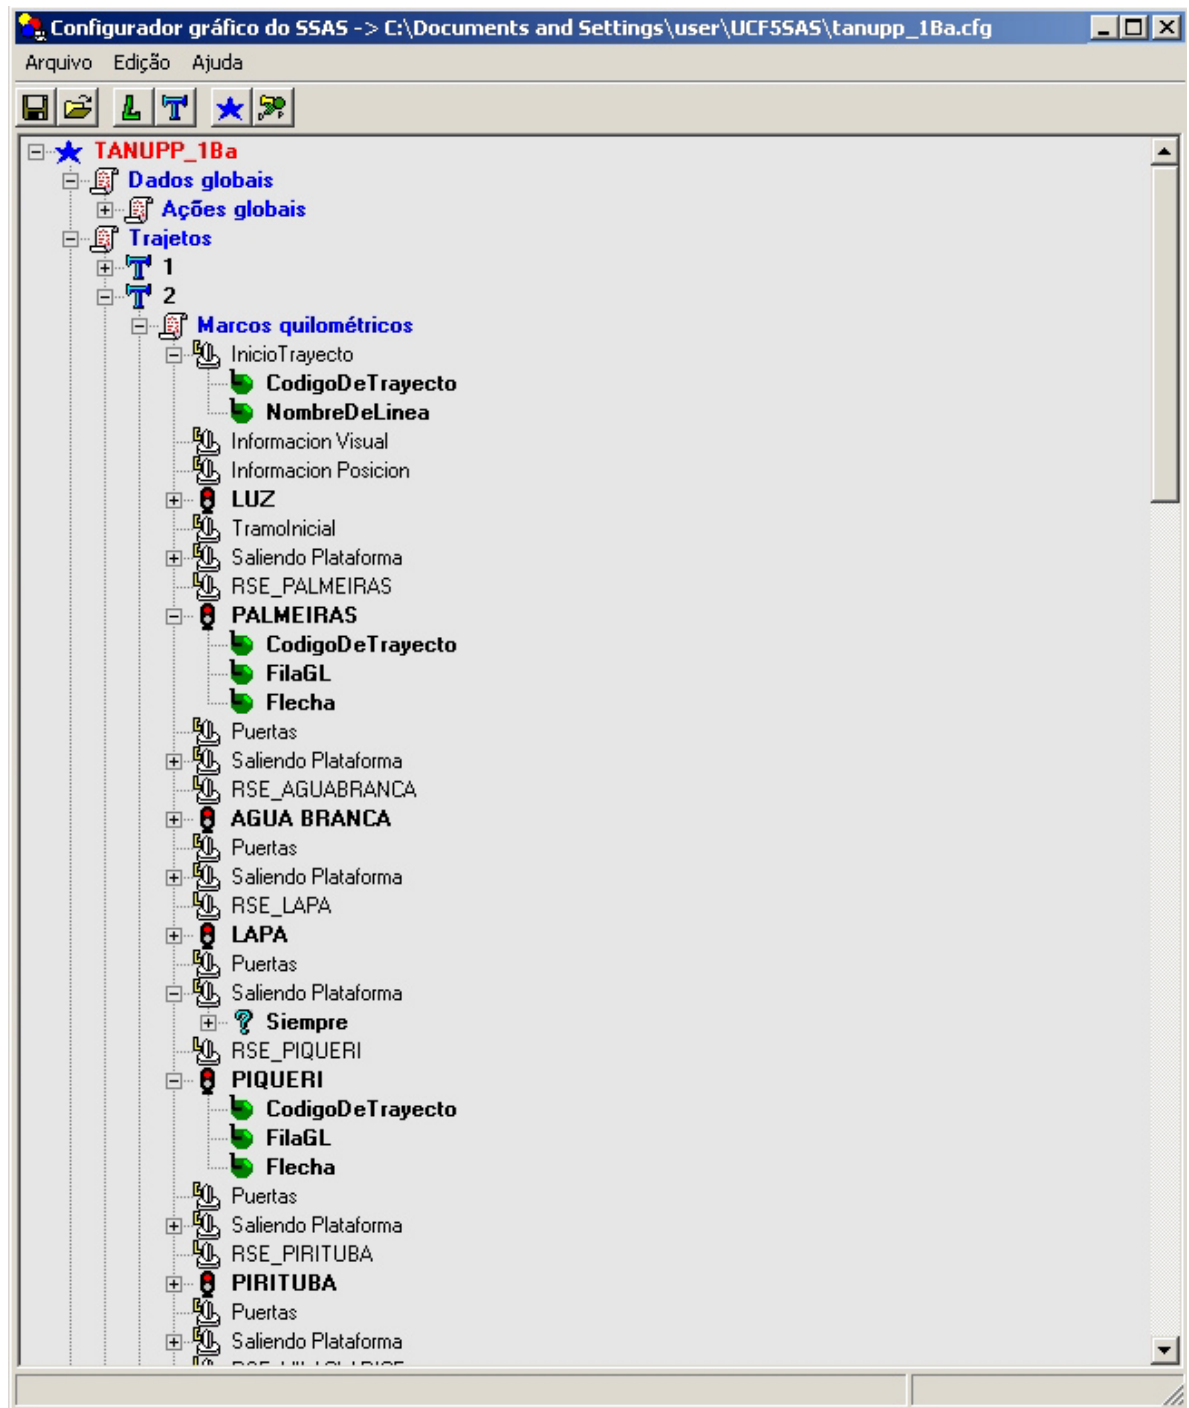 Configurador gráfico do SSAS -> C:\Documents and Settings\user\UCFSSAS\tanupp_1Ba.cfg
Arquivo Edição Ajuda
TANUPP_1Ba
Dados globais
Ações globais
Trajetos
1
2
Marcos quilométricos
InicioTrayecto
CodigoDeTrayecto
NombreDeLinea
Informacion Visual
Informacion Posicion
LUZ
TramoInicial
Saliendo Plataforma
RSE_PALMEIRAS
PALMEIRAS
CodigoDeTrayecto
FilaGL
Flecha
Puertas
Saliendo Plataforma
RSE_AGUABRANCA
AGUA BRANCA
Puertas
Saliendo Plataforma
RSE_LAPA
LAPA
Puertas
Saliendo Plataforma
Siempre
RSE_PIQUERI
PIQUERI
CodigoDeTrayecto
FilaGL
Flecha
Puertas
Saliendo Plataforma
RSE_PIRITUBA
PIRITUBA
Puertas
Saliendo Plataforma